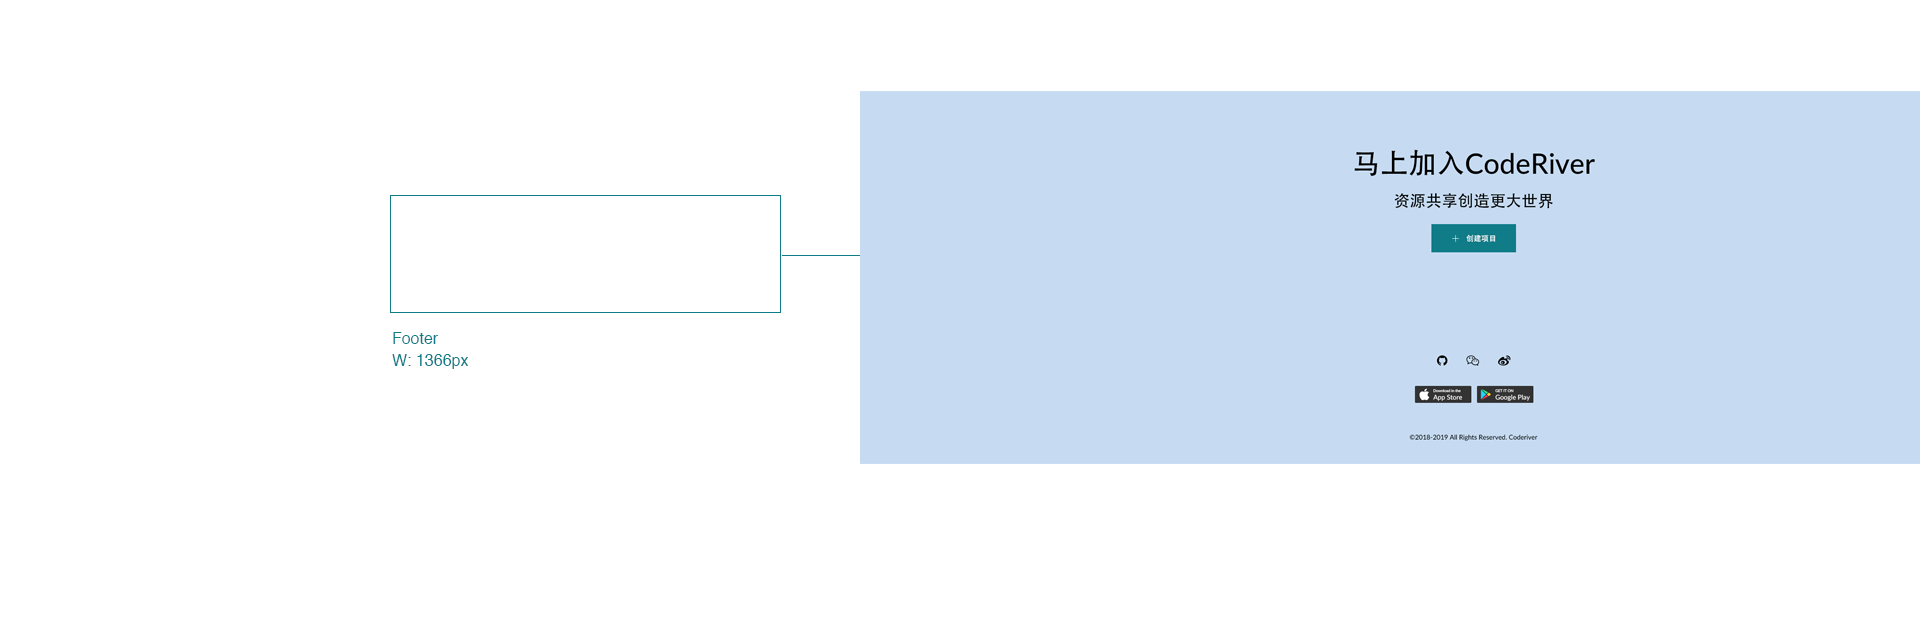 马上加入CodeRiver
资源共享创造更大世界
创建项目
Footer
W: 1366px
Download in the
App Store
GET IT ON
Google Play
©2018-2019 All Rights Reserved. Coderiver